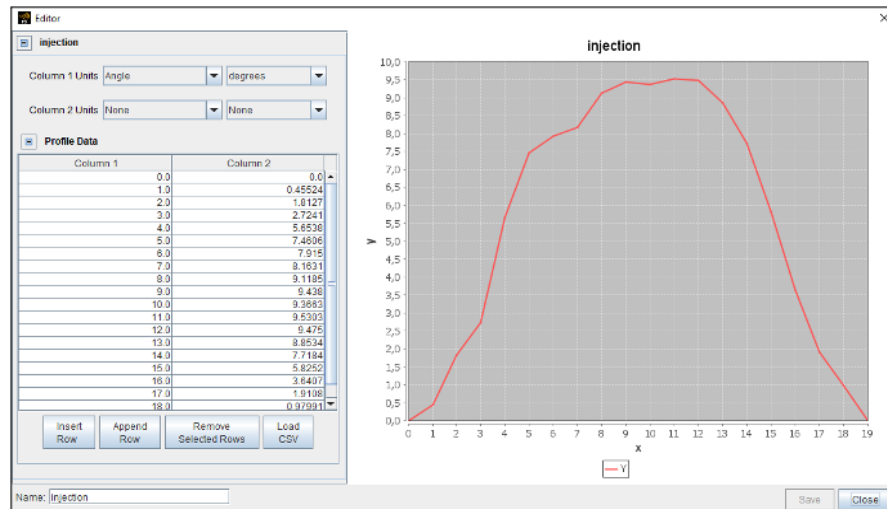 Editor
injection
Column 1 Units Angle degrees
Column 2 Units None None
Profile Data
Column 1 Column 2
0.0 0.0
1.0 0.45524
2.0 1.8127
3.0 2.7241
4.0 5.6538
5.0 7.4606
6.0 7.915
7.0 8.1631
8.0 9.1185
9.0 9.438
10.0 9.3663
11.0 9.5303
12.0 9.475
13.0 8.8534
14.0 7.7184
15.0 5.8252
16.0 3.6407
17.0 1.9108
18.0 0.97991
Insert Row
Append Row
Remove Selected Rows
Load CSV
injection
10,0
9,5
9,0
8,5
8,0
7,5
7,0
6,5
6,0
5,5
5,0
4,5
4,0
3,5
3,0
2,5
2,0
1,5
1,0
0,5
0,0
y
0 1 2 3 4 5 6 7 8 9 10 11 12 13 14 15 16 17 18 19
x
Y
Name: injection
Save Close